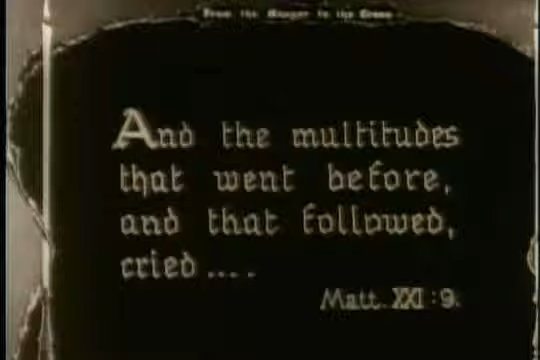 From the Manger to the Cross
And the multitudes
that went before,
and that followed,
cried....
Matt. XXI:9.